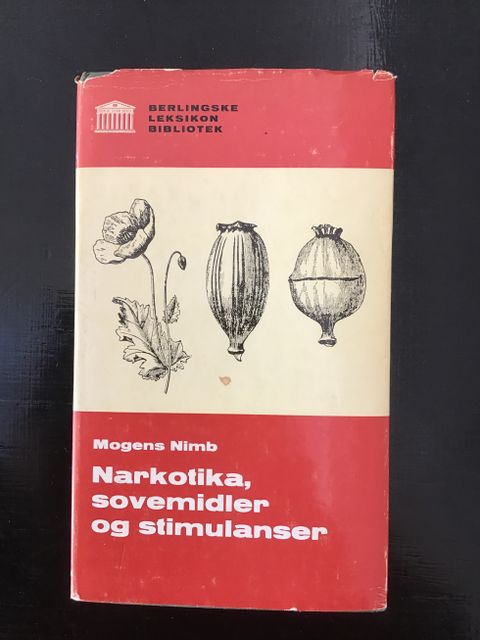 BERLINGSKE
LEKSIKON
BIBLIOTEK
Mogens Nimb
Narkotika,
sovemidler
og stimulanser